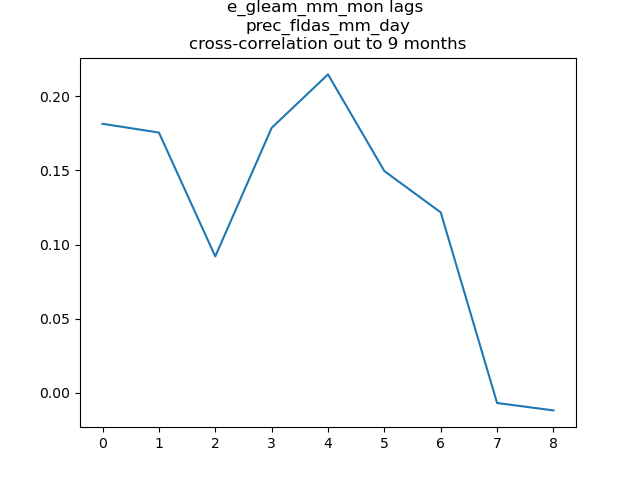 e_gleam_mm_mon lags
prec_fldas_mm_day
cross-correlation out to 9 months
0.20
0.15
0.10
0.05
0.00
0 1 2 3 4 5 6 7 8